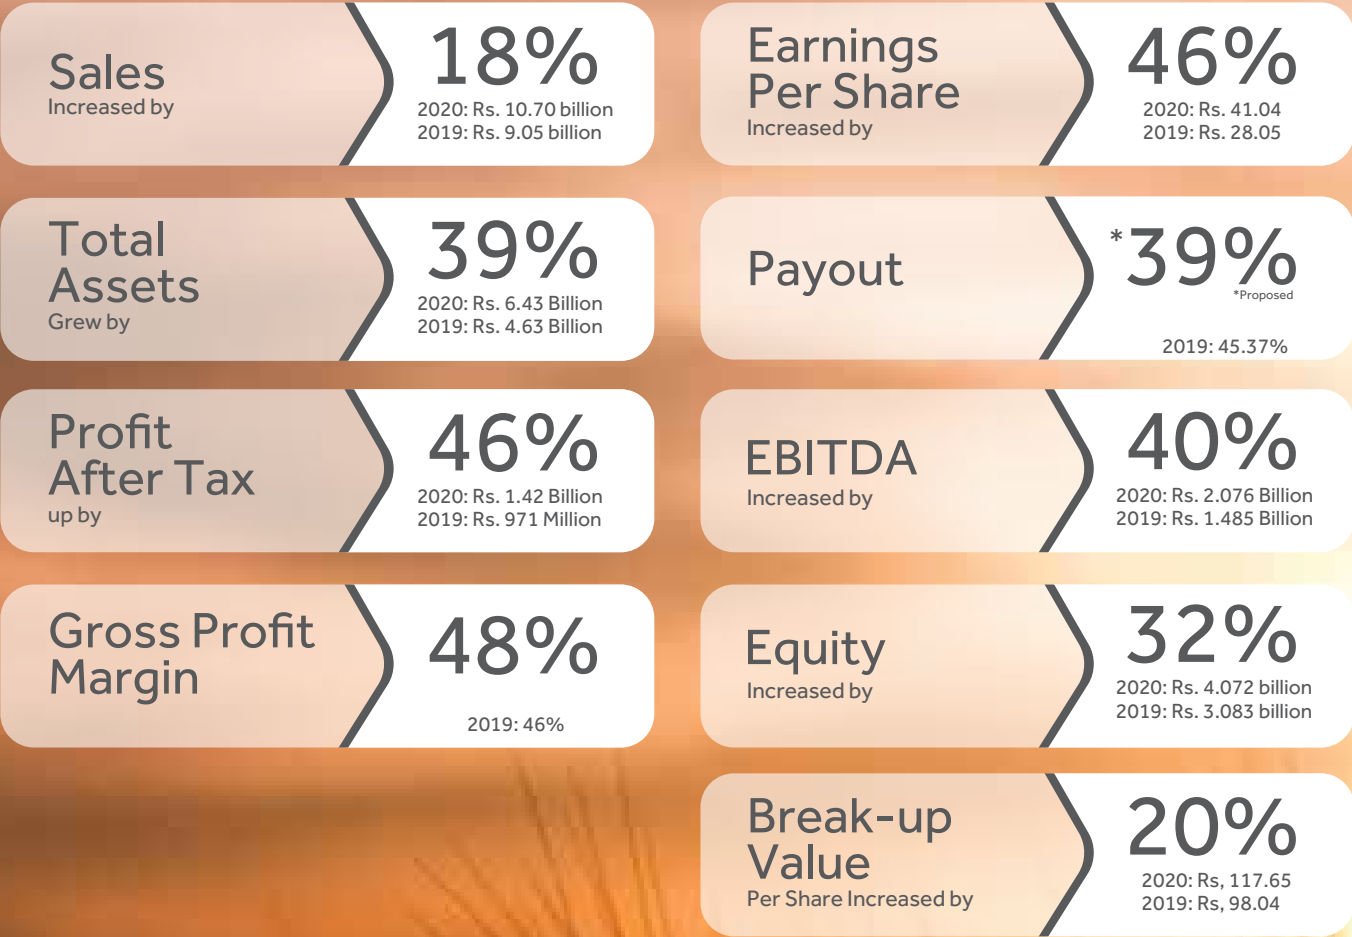 Sales
Increased by
18%
2020: Rs. 10.70 billion
2019: Rs. 9.05 billion
Total
Assets
Grew by
39%
2020: Rs. 6.43 Billion
2019: Rs. 4.63 Billion
Profit
After Tax
up by
46%
2020: Rs. 1.42 Billion
2019: Rs. 971 Million
Gross Profit
Margin
48%
2019: 46%
Earnings
Per Share
Increased by
46%
2020: Rs. 41.04
2019: Rs. 28.05
Payout
*39%
*Proposed
2019: 45.37%
EBITDA
Increased by
40%
2020: Rs. 2.076 Billion
2019: Rs. 1.485 Billion
Equity
Increased by
32%
2020: Rs. 4.072 billion
2019: Rs. 3.083 billion
Break-up
Value
Per Share Increased by
20%
2020: Rs, 117.65
2019: Rs, 98.04